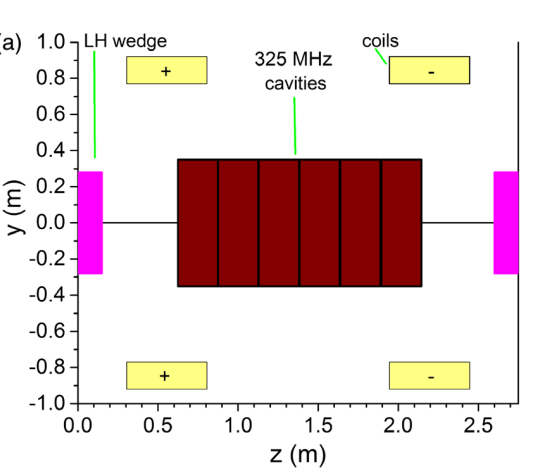 (a)
LH wedge
coils
325 MHz
cavities
+
-
+
-
y (m)
1.0
0.8
0.6
0.4
0.2
0.0
-0.2
-0.4
-0.6
-0.8
-1.0
0.0 0.5 1.0 1.5 2.0 2.5
z (m)